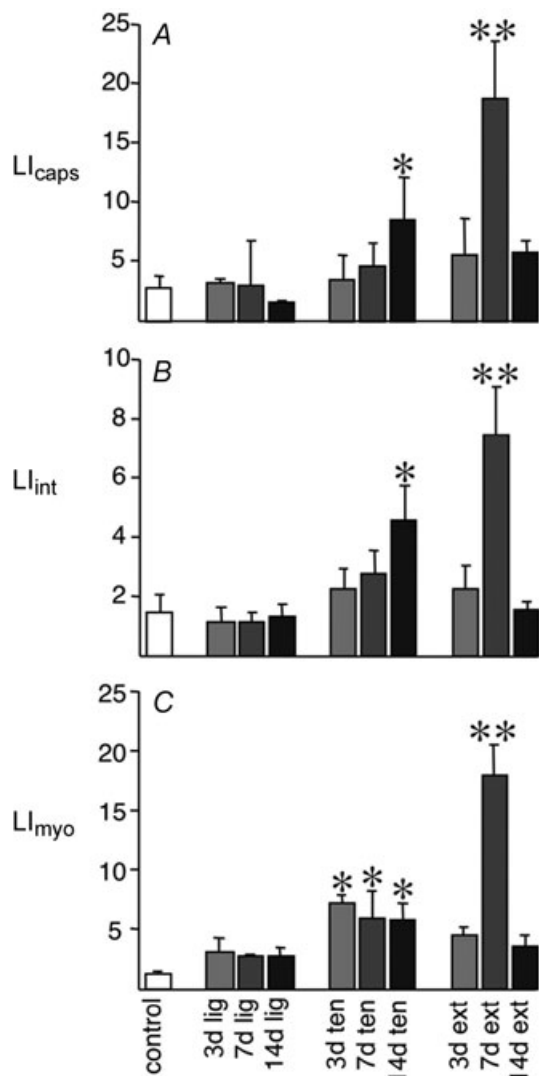 A
25
20
15
10
5
LIcaps
*
**
B
10
8
6
4
2
LIint
*
**
C
25
20
15
10
5
LImyo
*
*
*
**
control
3d lig
7d lig
14d lig
3d ten
7d ten
14d ten
3d ext
7d ext
14d ext